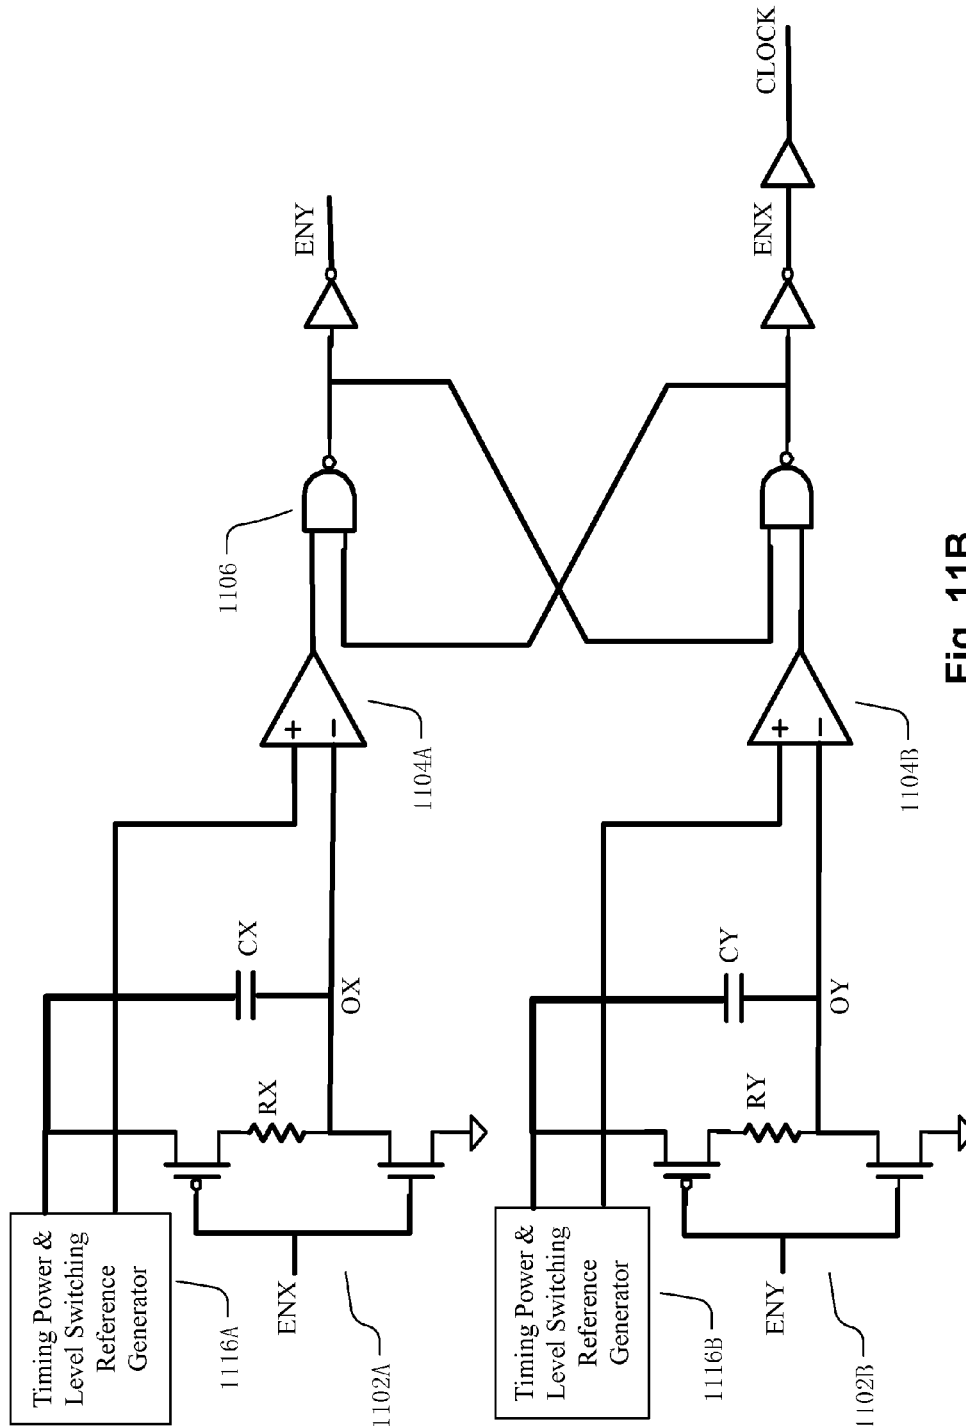 Timing Power &
Level Switching
Reference
Generator
1116A
ENX
1102A
RX
CX
OX
+
−
1104A
1106
ENY
Timing Power &
Level Switching
Reference
Generator
1116B
ENY
1102B
RY
CY
OY
+
−
1104B
ENX
CLOCK
Fig. 11B